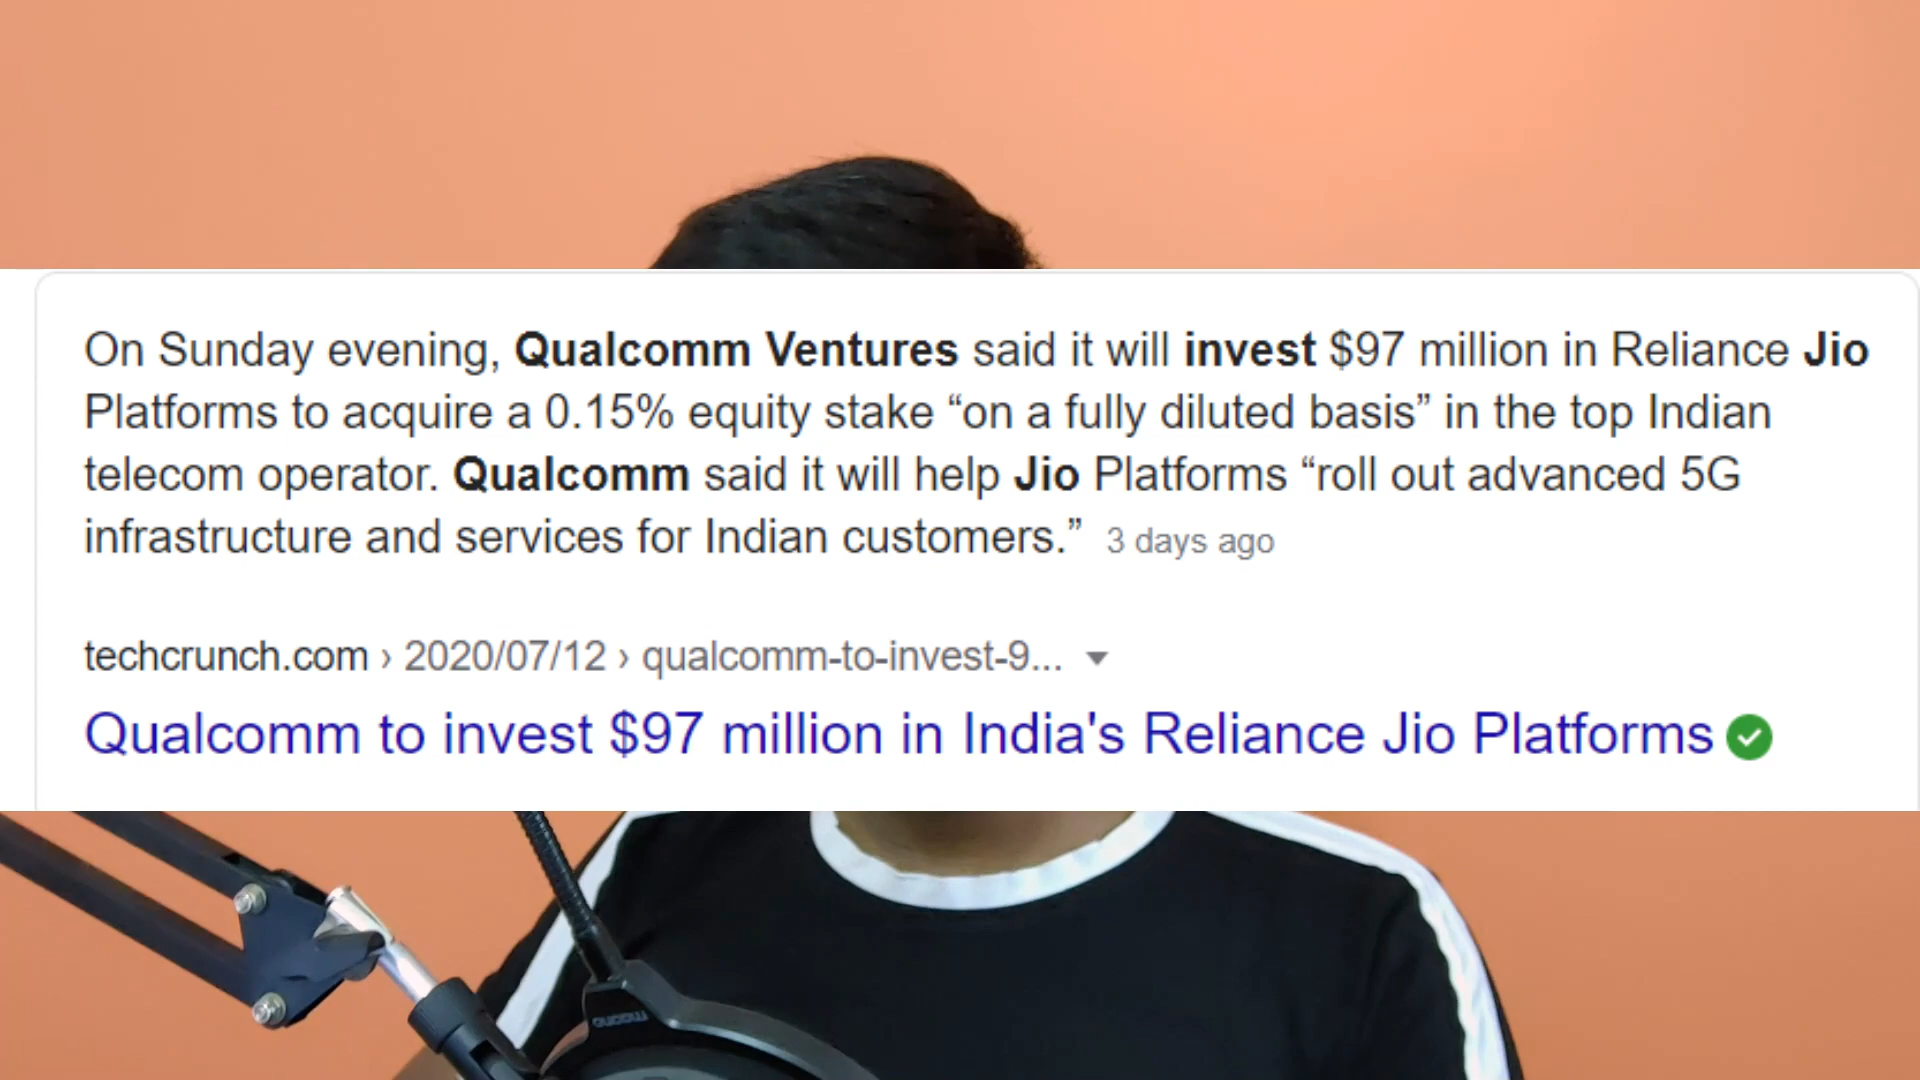 On Sunday evening, Qualcomm Ventures said it will invest $97 million in Reliance Jio
Platforms to acquire a 0.15% equity stake “on a fully diluted basis” in the top Indian
telecom operator. Qualcomm said it will help Jio Platforms “roll out advanced 5G
infrastructure and services for Indian customers.” 3 days ago
techcrunch.com › 2020/07/12 › qualcomm-to-invest-9...
Qualcomm to invest $97 million in India's Reliance Jio Platforms